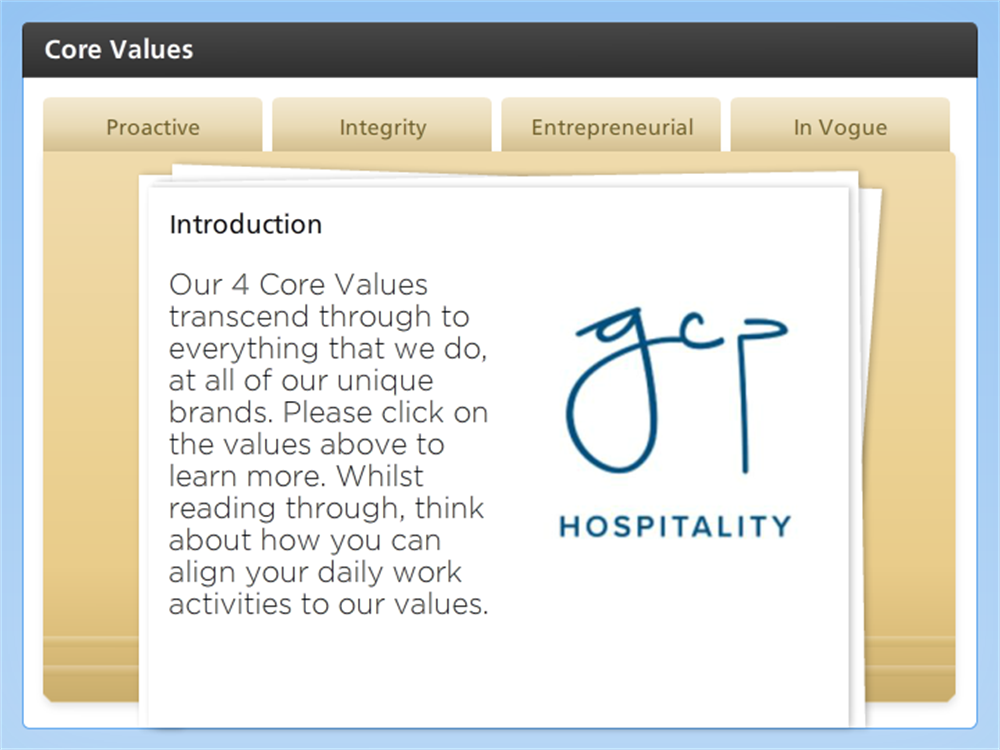 Core Values
Proactive
Integrity
Entrepreneurial
In Vogue
Introduction
Our 4 Core Values
transcend through to
everything that we do,
at all of our unique
brands. Please click on
the values above to
learn more. Whilst
reading through, think
about how you can
align your daily work
activities to our values.
gcp
HOSPITALITY